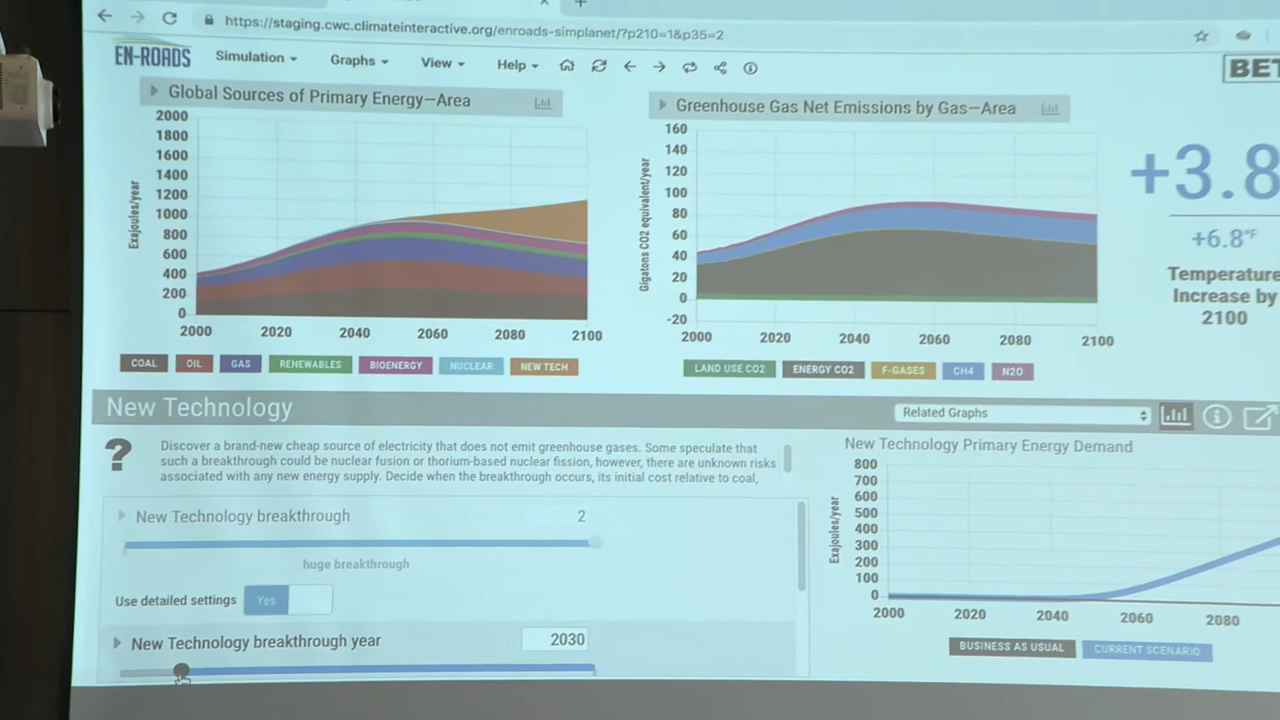 https://staging.cwc.climateinteractive.org/enroads-simplanet/?p210=1&p35=2
EN-ROADS
Simulation
Graphs
View
Help
Global Sources of Primary Energy—Area
2000
1800
1600
1400
1200
1000
800
600
400
200
0
Exajoules/year
2000 2020 2040 2060 2080 2100
COAL OIL GAS RENEWABLES BIOENERGY NUCLEAR NEW TECH
Greenhouse Gas Net Emissions by Gas—Area
160
140
120
100
80
60
40
20
0
-20
Gigatons CO2 equivalent/year
2000 2020 2040 2060 2080 2100
LAND USE CO2 ENERGY CO2 F-GASES CH4 N2O
BET
+3.8
+6.8°F
Temperature
Increase by
2100
New Technology
Related Graphs
?
Discover a brand-new cheap source of electricity that does not emit greenhouse gases. Some speculate that
such a breakthrough could be nuclear fusion or thorium-based nuclear fission, however, there are unknown risks
associated with any new energy supply. Decide when the breakthrough occurs, its initial cost relative to coal,
New Technology breakthrough 2
huge breakthrough
Use detailed settings Yes
New Technology breakthrough year 2030
New Technology Primary Energy Demand
800
700
600
500
400
300
200
100
0
Exajoules/year
2000 2020 2040 2060 2080
BUSINESS AS USUAL CURRENT SCENARIO